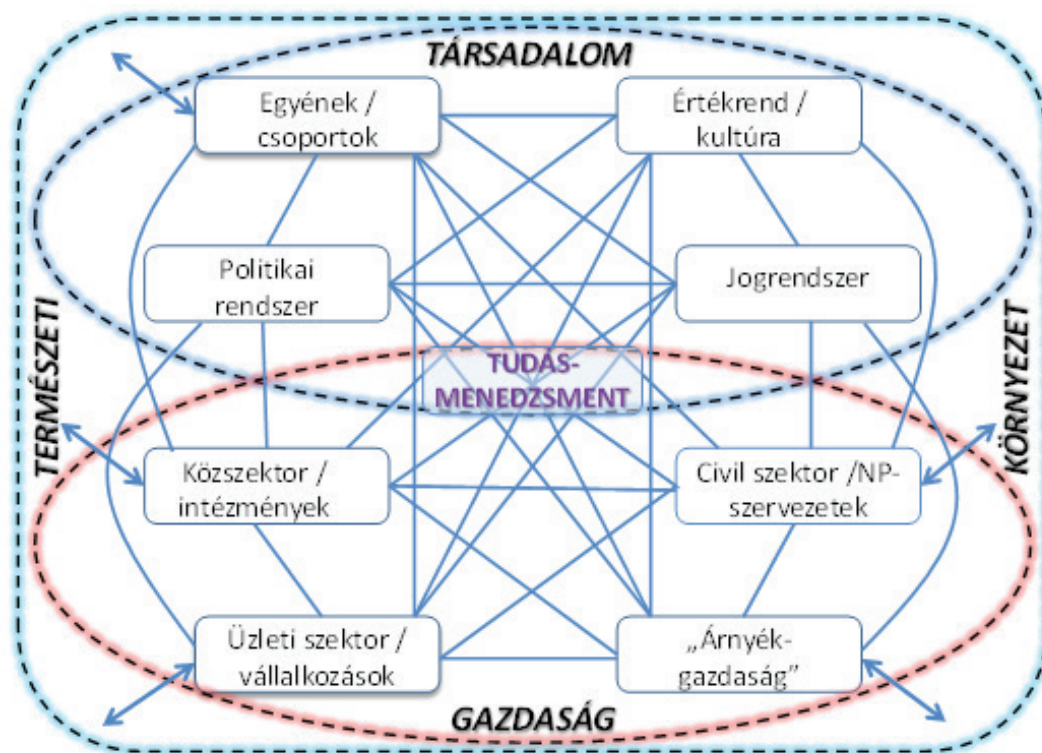 TÁRSADALOM
Egyének /
csoportok
Értékrend /
kultúra
Politikai
rendszer
Jogrendszer
TERMÉSZETI
KÖRNYEZET
TUDÁS-
MENEDZSMENT
Közszektor /
intézmények
Civil szektor /NP-
szervezetek
Üzleti szektor /
vállalkozások
„Árnyék-
gazdaság”
GAZDASÁG